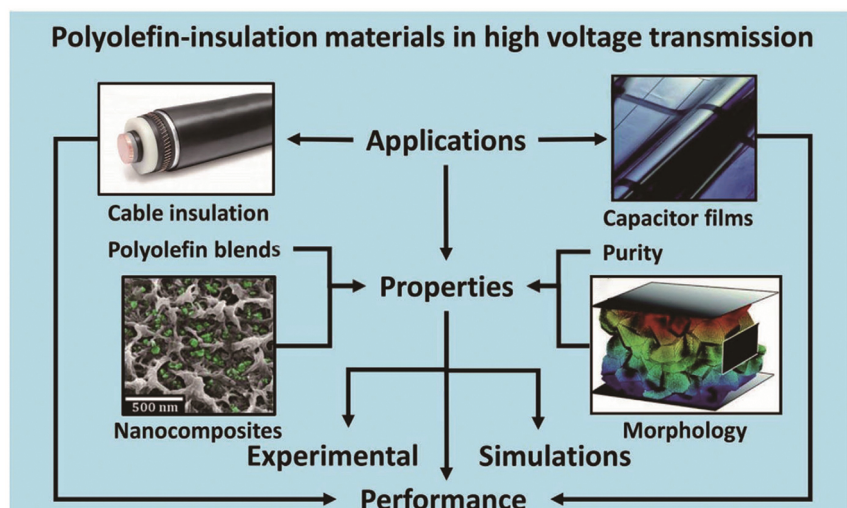 Polyolefin-insulation materials in high voltage transmission
Applications
Cable insulation
Capacitor films
Polyolefin blends
Purity
Properties
500 nm
Nanocomposites
Morphology
Experimental
Simulations
Performance